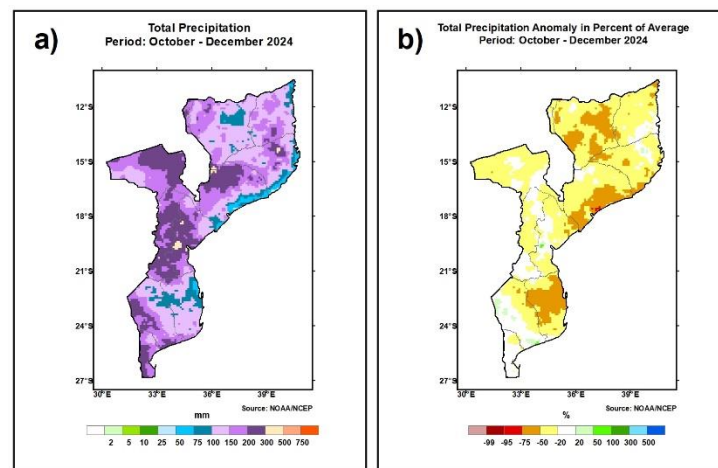 a)
Total Precipitation
Period: October - December 2024
12°S
15°S
18°S
21°S
24°S
27°S
30°E 33°E 36°E 39°E
Source: NOAA/NCEP
mm
2 5 10 25 50 75 100 150 200 300 500 750
b)
Total Precipitation Anomaly in Percent of Average
Period: October - December 2024
12°S
15°S
18°S
21°S
24°S
27°S
30°E 33°E 36°E 39°E
Source: NOAA/NCEP
%
-99 -95 -75 -50 -20 20 50 100 300 500